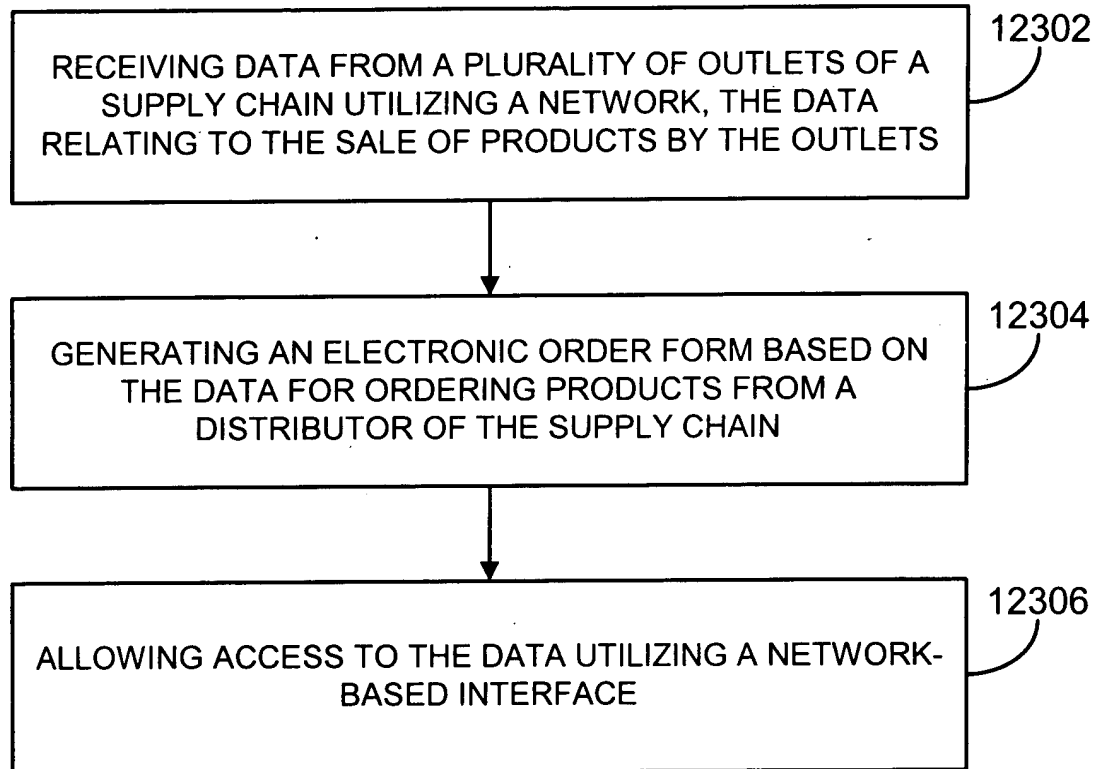 12302
RECEIVING DATA FROM A PLURALITY OF OUTLETS OF A
SUPPLY CHAIN UTILIZING A NETWORK, THE DATA
RELATING TO THE SALE OF PRODUCTS BY THE OUTLETS
12304
GENERATING AN ELECTRONIC ORDER FORM BASED ON
THE DATA FOR ORDERING PRODUCTS FROM A
DISTRIBUTOR OF THE SUPPLY CHAIN
12306
ALLOWING ACCESS TO THE DATA UTILIZING A NETWORK-
BASED INTERFACE